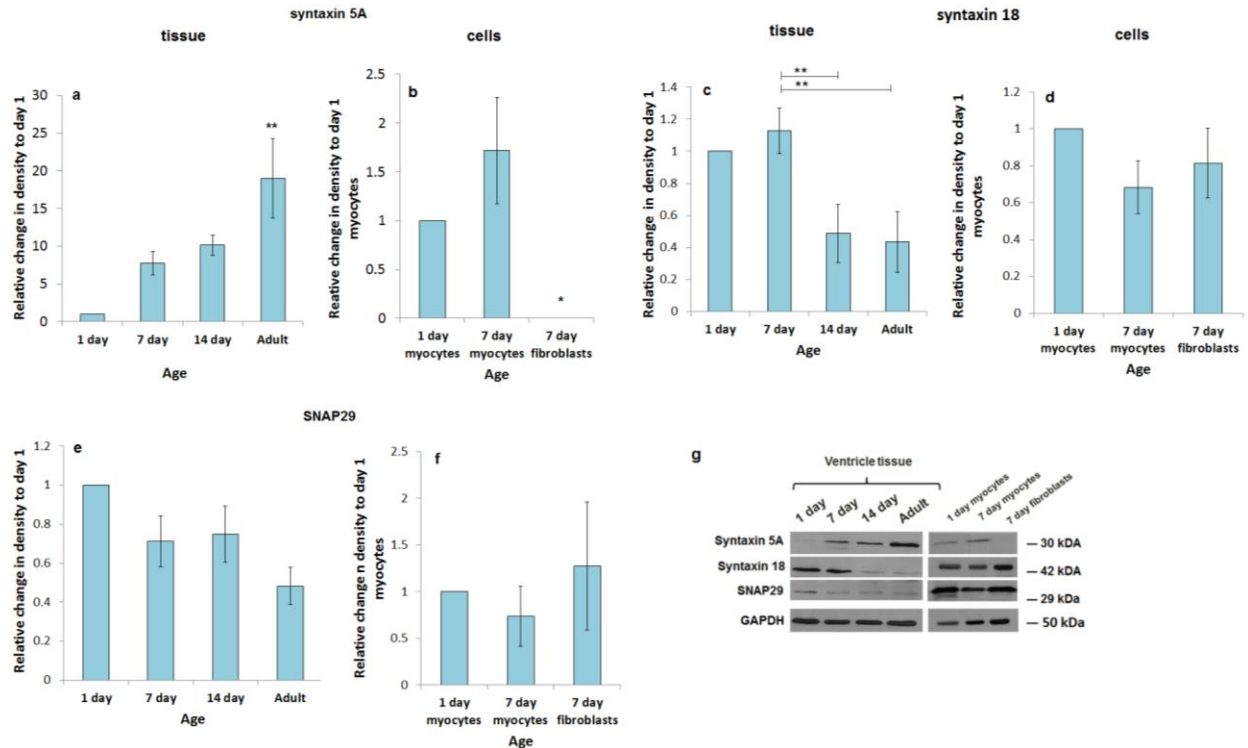 syntaxin 5A
tissue
cells
a
Relative change in density to day 1
30
25
20
15
10
5
0
**
1 day 7 day 14 day Adult
Age
b
Reative change in density to day 1
myocytes
2.5
2
1.5
1
0.5
0
*
1 day 7 day 7 day
myocytes myocytes fibroblasts
Age
syntaxin 18
tissue
cells
c
Relative change in density to day 1
1.4
1.2
1
0.8
0.6
0.4
0.2
0
**
**
1 day 7 day 14 day Adult
Age
d
Relative change in density to day 1
myocytes
1.2
1
0.8
0.6
0.4
0.2
0
1 day 7 day 7 day
myocytes myocytes fibroblasts
Age
SNAP29
e
Relative change in density to day 1
1.2
1
0.8
0.6
0.4
0.2
0
1 day 7 day 14 day Adult
Age
f
Relative change n density to day 1
myocytes
2.5
2
1.5
1
0.5
0
1 day 7 day 7 day
myocytes myocytes fibroblasts
Age
g
Ventricle tissue
1 day 7 day 14 day Adult
1 day myocytes
7 day myocytes
7 day fibroblasts
Syntaxin 5A — 30 kDA
Syntaxin 18 — 42 kDA
SNAP29 — 29 kDa
GAPDH — 50 kDa